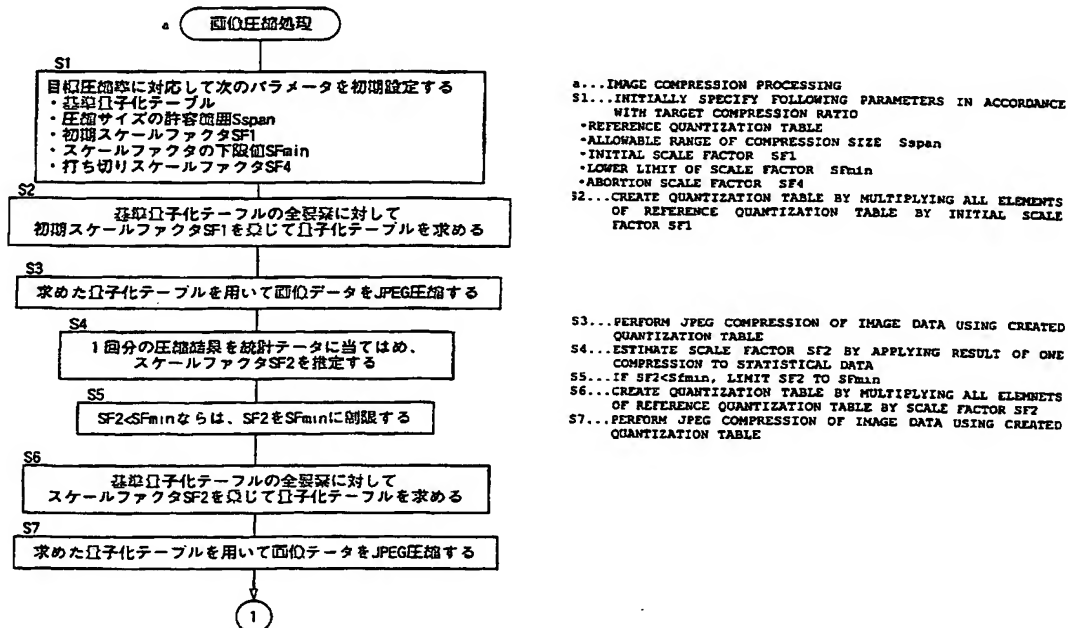 a
画像圧縮処理
S1
目標圧縮率に対応して次のパラメータを初期設定する
・基準量子化テーブル
・圧縮サイズの許容範囲Sspan
・初期スケールファクタSF1
・スケールファクタの下限値SFmin
・打ち切りスケールファクタSF4
S2
基準量子化テーブルの全要素に対して
初期スケールファクタSF1を乗じて量子化テーブルを求める
S3
求めた量子化テーブルを用いて画像データをJPEG圧縮する
S4
1回分の圧縮結果を統計データに当てはめ、
スケールファクタSF2を推定する
S5
SF2<SFminならば、SF2をSFminに制限する
S6
基準量子化テーブルの全要素に対して
スケールファクタSF2を乗じて量子化テーブルを求める
S7
求めた量子化テーブルを用いて画像データをJPEG圧縮する
1
a...IMAGE COMPRESSION PROCESSING
S1...INITIALLY SPECIFY FOLLOWING PARAMETERS IN ACCORDANCE
WITH TARGET COMPRESSION RATIO
・REFERENCE QUANTIZATION TABLE
・ALLOWABLE RANGE OF COMPRESSION SIZE Sspan
・INITIAL SCALE FACTOR SF1
・LOWER LIMIT OF SCALE FACTOR SFmin
・ABORTION SCALE FACTOR SF4
S2...CREATE QUANTIZATION TABLE BY MULTIPLYING ALL ELEMENTS
OF REFERENCE QUANTIZATION TABLE BY INITIAL SCALE
FACTOR SF1
S3...PERFORM JPEG COMPRESSION OF IMAGE DATA USING CREATED
QUANTIZATION TABLE
S4...ESTIMATE SCALE FACTOR SF2 BY APPLYING RESULT OF ONE
COMPRESSION TO STATISTICAL DATA
S5...IF SF2<Sfmin, LIMIT SF2 TO SFmin
S6...CREATE QUANTIZATION TABLE BY MULTIPLYING ALL ELEMNETS
OF REFERENCE QUANTIZATION TABLE BY SCALE FACTOR SF2
S7...PERFORM JPEG COMPRESSION OF IMAGE DATA USING CREATED
QUANTIZATION TABLE